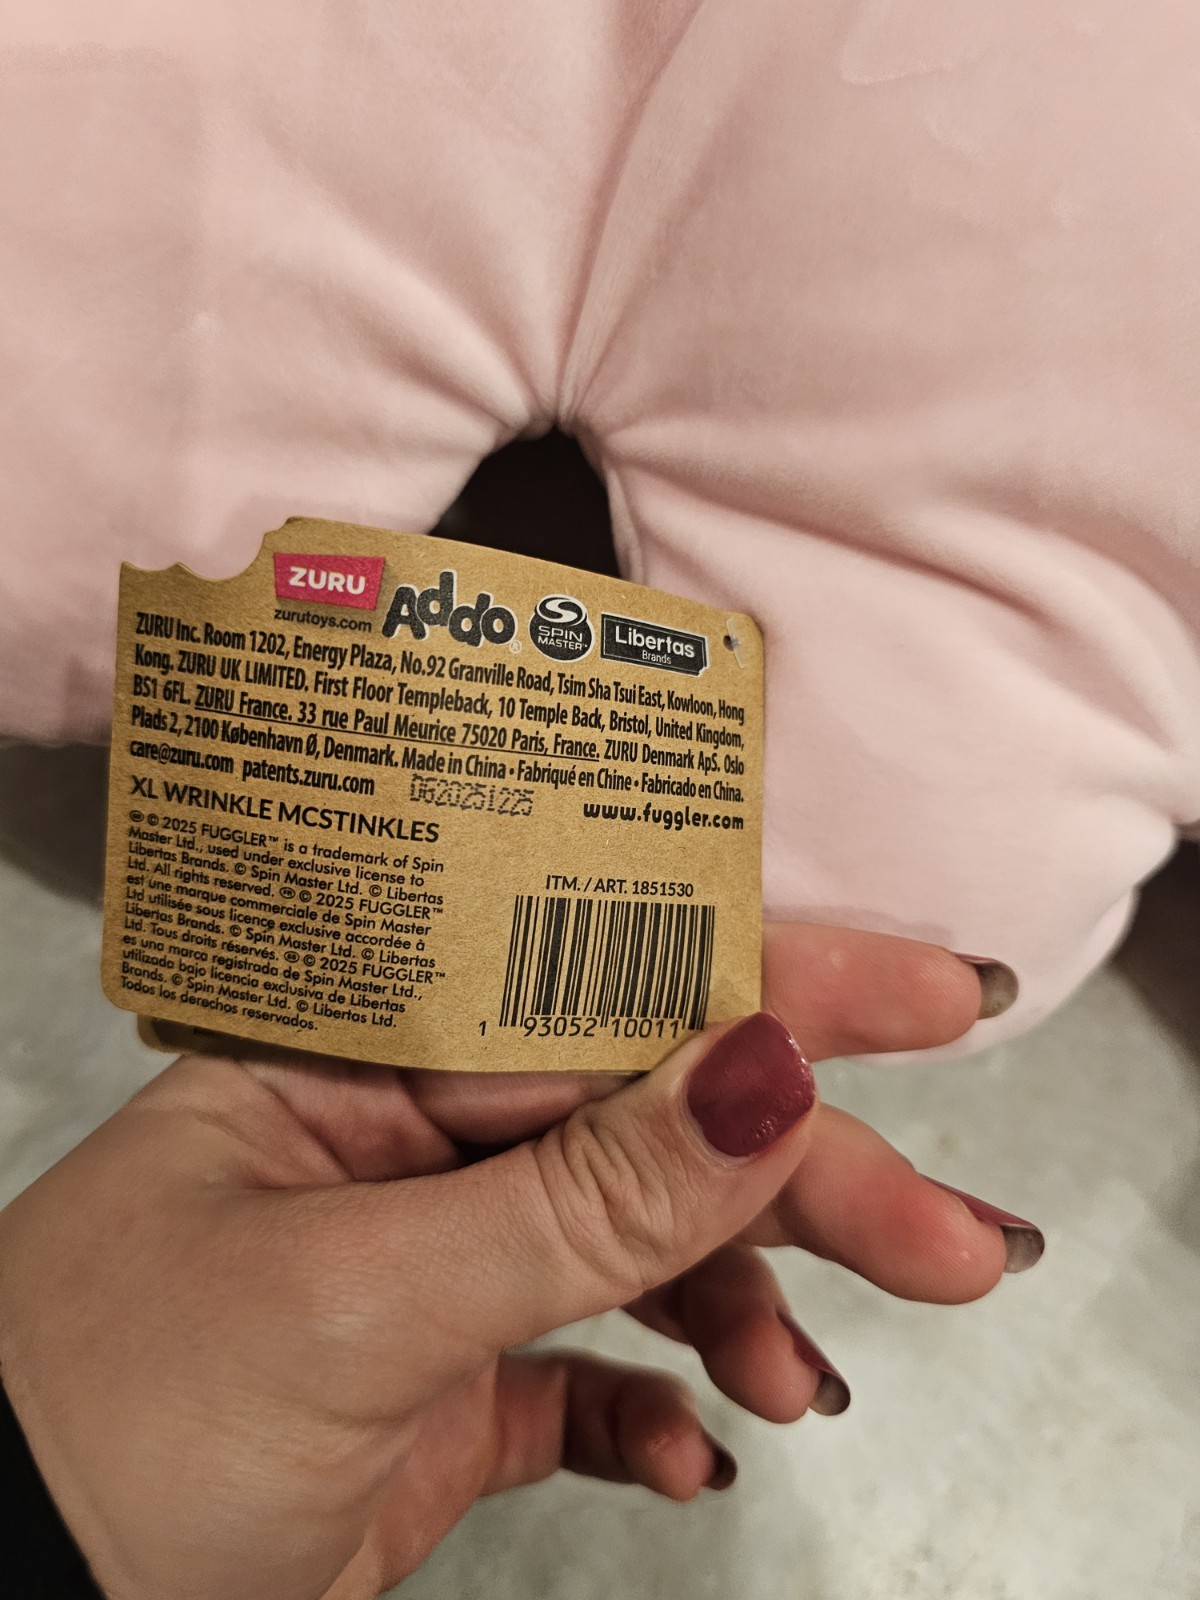 ZURU
zurutoys.com
Addo®
SPIN
MASTER™
Libertas
Brands
ZURU Inc. Room 1202, Energy Plaza, No.92 Granville Road, Tsim Sha Tsui East, Kowloon, Hong
Kong. ZURU UK LIMITED. First Floor Templeback, 10 Temple Back, Bristol, United Kingdom,
BS1 6FL. ZURU France. 33 rue Paul Meurice 75020 Paris, France. ZURU Denmark ApS. Oslo
Plads 2, 2100 København Ø, Denmark. Made in China • Fabriqué en Chine • Fabricado en China.
care@zuru.com patents.zuru.com
DG20251225
www.fuggler.com
XL WRINKLE MCSTINKLES
© 2025 FUGGLER™ is a trademark of Spin
Master Ltd., used under exclusive license to
Libertas Brands. © Spin Master Ltd. © Libertas
Ltd. All rights reserved. FR © 2025 FUGGLER™
est une marque commerciale de Spin Master
Ltd utilisée sous licence exclusive accordée à
Libertas Brands. © Spin Master Ltd. © Libertas
Ltd. Tous droits réservés. © 2025 FUGGLER™
es una marca registrada de Spin Master Ltd.,
utilizada bajo licencia exclusiva de Libertas
Brands. © Spin Master Ltd. © Libertas Ltd.
Todos los derechos reservados.
ITM. / ART. 1851530
1 93052 10011